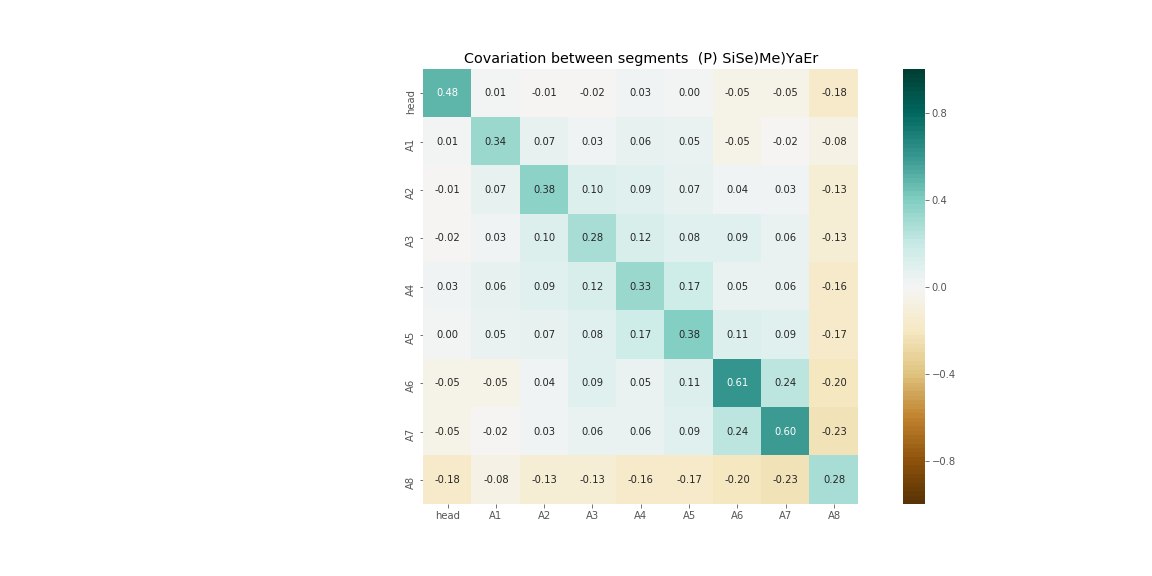 Covariation between segments  (P) SiSe)Me)YaEr
head 0.48 0.01 -0.01 -0.02 0.03 0.00 -0.05 -0.05 -0.18
A1 0.01 0.34 0.07 0.03 0.06 0.05 -0.05 -0.02 -0.08
A2 -0.01 0.07 0.38 0.10 0.09 0.07 0.04 0.03 -0.13
A3 -0.02 0.03 0.10 0.28 0.12 0.08 0.09 0.06 -0.13
A4 0.03 0.06 0.09 0.12 0.33 0.17 0.05 0.06 -0.16
A5 0.00 0.05 0.07 0.08 0.17 0.38 0.11 0.09 -0.17
A6 -0.05 -0.05 0.04 0.09 0.05 0.11 0.61 0.24 -0.20
A7 -0.05 -0.02 0.03 0.06 0.06 0.09 0.24 0.60 -0.23
A8 -0.18 -0.08 -0.13 -0.13 -0.16 -0.17 -0.20 -0.23 0.28
head A1 A2 A3 A4 A5 A6 A7 A8
0.8
0.4
0.0
−0.4
−0.8